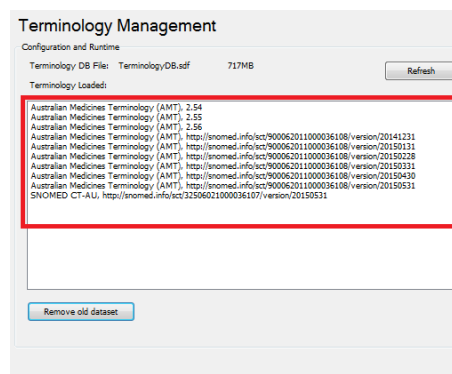 Terminology Management
Configuration and Runtime
Terminology DB File: TerminologyDB.sdf 717MB
Refresh
Terminology Loaded:
Australian Medicines Terminology (AMT), 2.54
Australian Medicines Terminology (AMT), 2.55
Australian Medicines Terminology (AMT), 2.56
Australian Medicines Terminology (AMT), http://snomed.info/sct/900062011000036108/version/20141231
Australian Medicines Terminology (AMT), http://snomed.info/sct/900062011000036108/version/20150131
Australian Medicines Terminology (AMT), http://snomed.info/sct/900062011000036108/version/20150228
Australian Medicines Terminology (AMT), http://snomed.info/sct/900062011000036108/version/20150331
Australian Medicines Terminology (AMT), http://snomed.info/sct/900062011000036108/version/20150430
Australian Medicines Terminology (AMT), http://snomed.info/sct/900062011000036108/version/20150531
SNOMED CT-AU, http://snomed.info/sct/32506021000036107/version/20150531
Remove old dataset